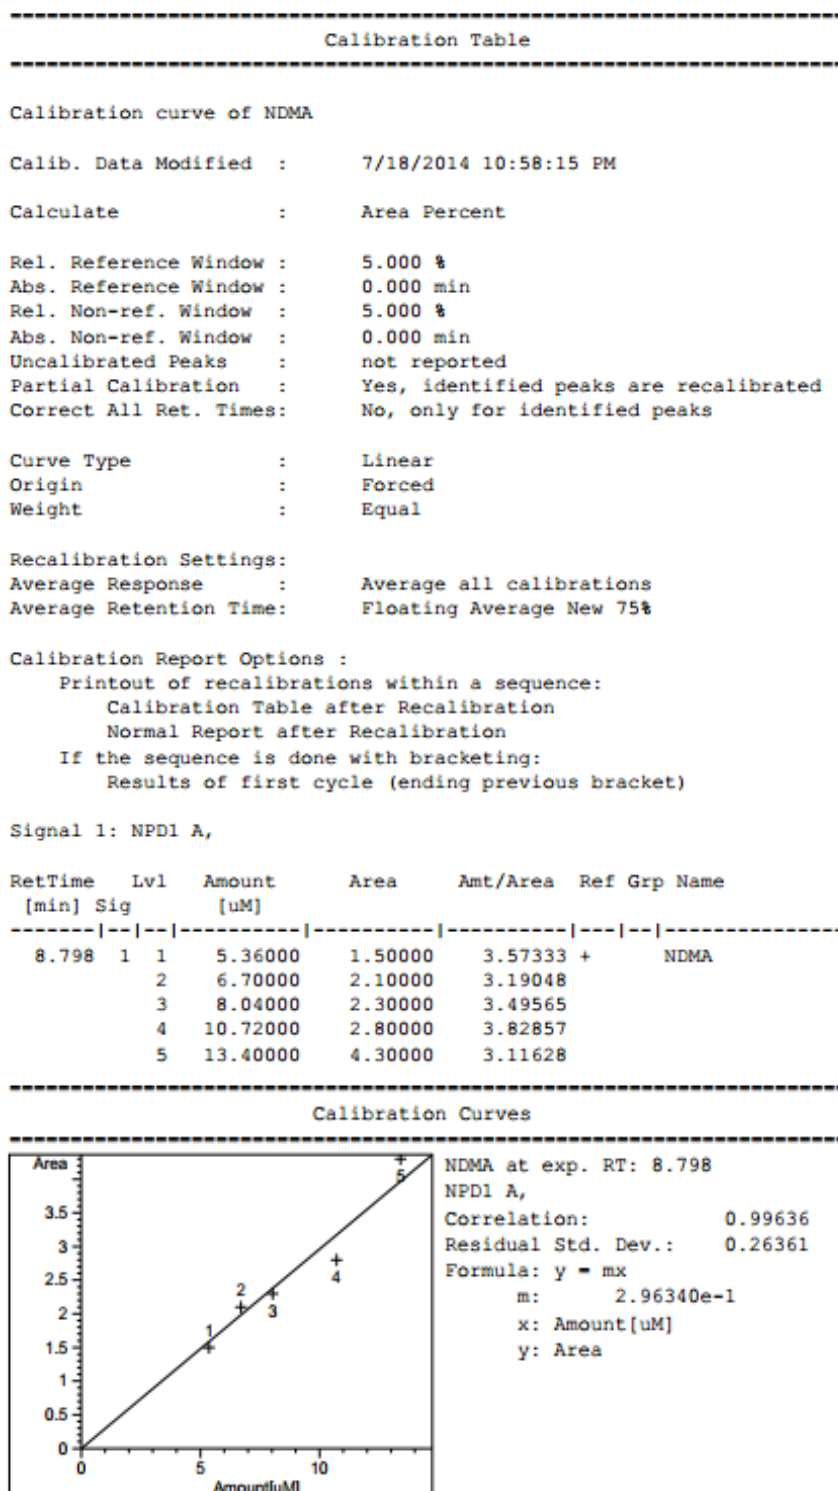 Calibration Table
Calibration curve of NDMA
Calib. Data Modified : 7/18/2014 10:58:15 PM
Calculate : Area Percent
Rel. Reference Window : 5.000 %
Abs. Reference Window : 0.000 min
Rel. Non-ref. Window : 5.000 %
Abs. Non-ref. Window : 0.000 min
Uncalibrated Peaks : not reported
Partial Calibration : Yes, identified peaks are recalibrated
Correct All Ret. Times: No, only for identified peaks
Curve Type : Linear
Origin : Forced
Weight : Equal
Recalibration Settings:
Average Response : Average all calibrations
Average Retention Time: Floating Average New 75%
Calibration Report Options :
Printout of recalibrations within a sequence:
Calibration Table after Recalibration
Normal Report after Recalibration
If the sequence is done with bracketing:
Results of first cycle (ending previous bracket)
Signal 1: NPD1 A,
RetTime Lvl Amount Area Amt/Area Ref Grp Name
[min] Sig [uM]
-------|--|--|----------|----------|----------|---|--|---------------
8.798 1 1 5.36000 1.50000 3.57333 + NDMA
2 6.70000 2.10000 3.19048
3 8.04000 2.30000 3.49565
4 10.72000 2.80000 3.82857
5 13.40000 4.30000 3.11628
Calibration Curves
Area
3.5
3
2.5
2
1.5
1
0.5
0
1
2
3
4
5
0 5 10
Amount[uM]
NDMA at exp. RT: 8.798
NPD1 A,
Correlation: 0.99636
Residual Std. Dev.: 0.26361
Formula: y = mx
m: 2.96340e-1
x: Amount[uM]
y: Area